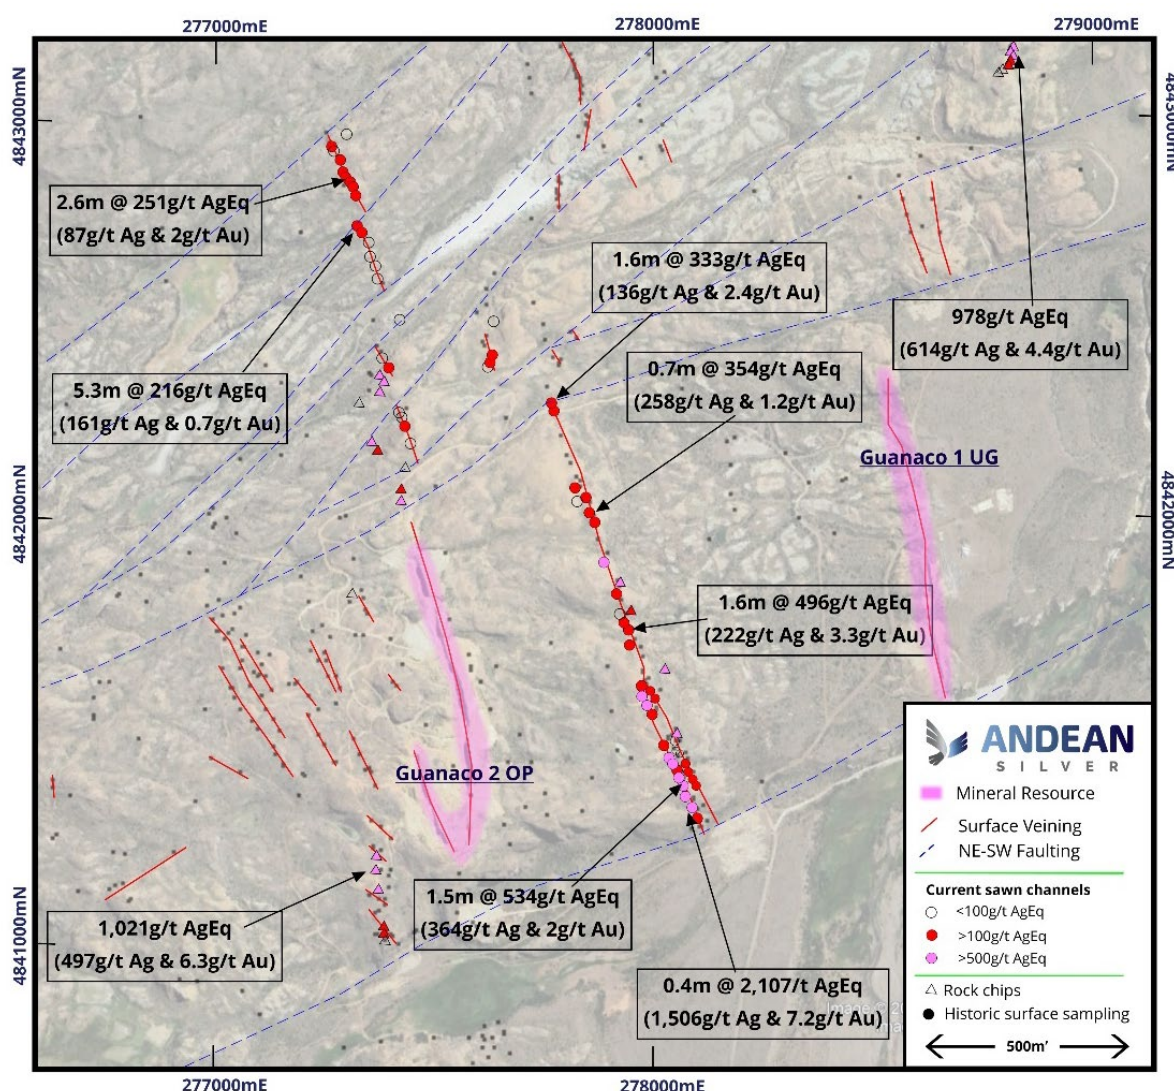 277000mE
278000mE
279000mE
4843000mN
4843000mN
2.6m @ 251g/t AgEq
(87g/t Ag & 2g/t Au)
1.6m @ 333g/t AgEq
(136g/t Ag & 2.4g/t Au)
978g/t AgEq
(614g/t Ag & 4.4g/t Au)
5.3m @ 216g/t AgEq
(161g/t Ag & 0.7g/t Au)
0.7m @ 354g/t AgEq
(258g/t Ag & 1.2g/t Au)
Guanaco 1 UG
4842000mN
4842000mN
1.6m @ 496g/t AgEq
(222g/t Ag & 3.3g/t Au)
Guanaco 2 OP
1.5m @ 534g/t AgEq
(364g/t Ag & 2g/t Au)
1,021g/t AgEq
(497g/t Ag & 6.3g/t Au)
4841000mN
0.4m @ 2,107/t AgEq
(1,506g/t Ag & 7.2g/t Au)
ANDEAN
SILVER
Mineral Resource
Surface Veining
NE-SW Faulting
Current sawn channels
<100g/t AgEq
>100g/t AgEq
>500g/t AgEq
Rock chips
Historic surface sampling
500m'
277000mE
278000mE